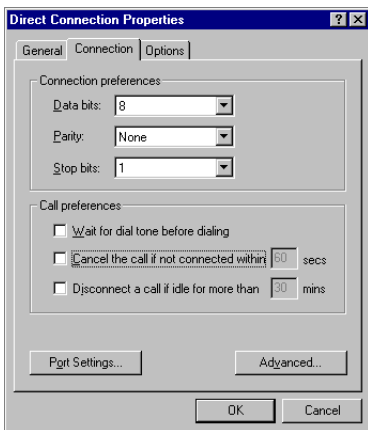 Direct Connection Properties
General Connection Options
Connection preferences
Data bits: 8
Parity: None
Stop bits: 1
Call preferences
Wait for dial tone before dialing
Cancel the call if not connected within 60 secs
Disconnect a call if idle for more than 30 mins
Port Settings... Advanced...
OK Cancel